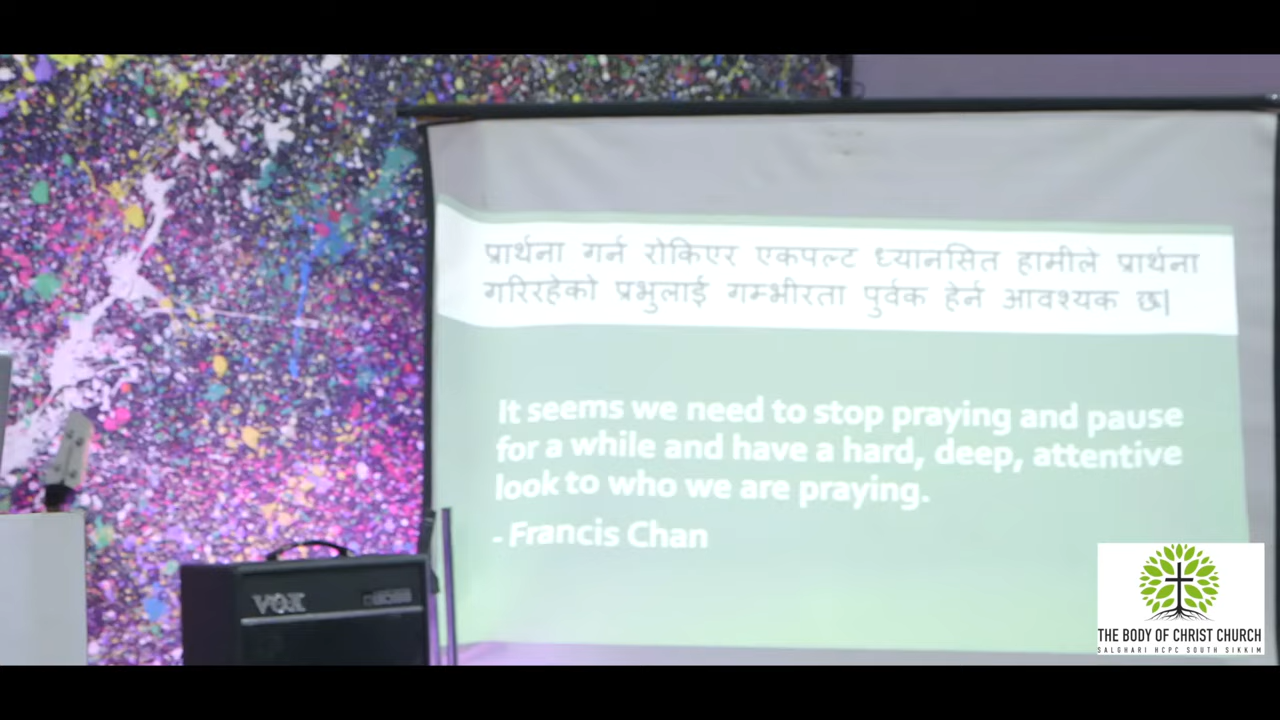 प्रार्थना गर्न रोकिएर एकपल्ट ध्यानसित हामीले प्रार्थना
गरिरहेको प्रभुलाई गम्भीरता पुर्वक हेर्न आवश्यक छ|
It seems we need to stop praying and pause
for a while and have a hard, deep, attentive
look to who we are praying.
- Francis Chan
VOX
THE BODY OF CHRIST CHURCH
SALGHARI HCPC SOUTH SIKKIM